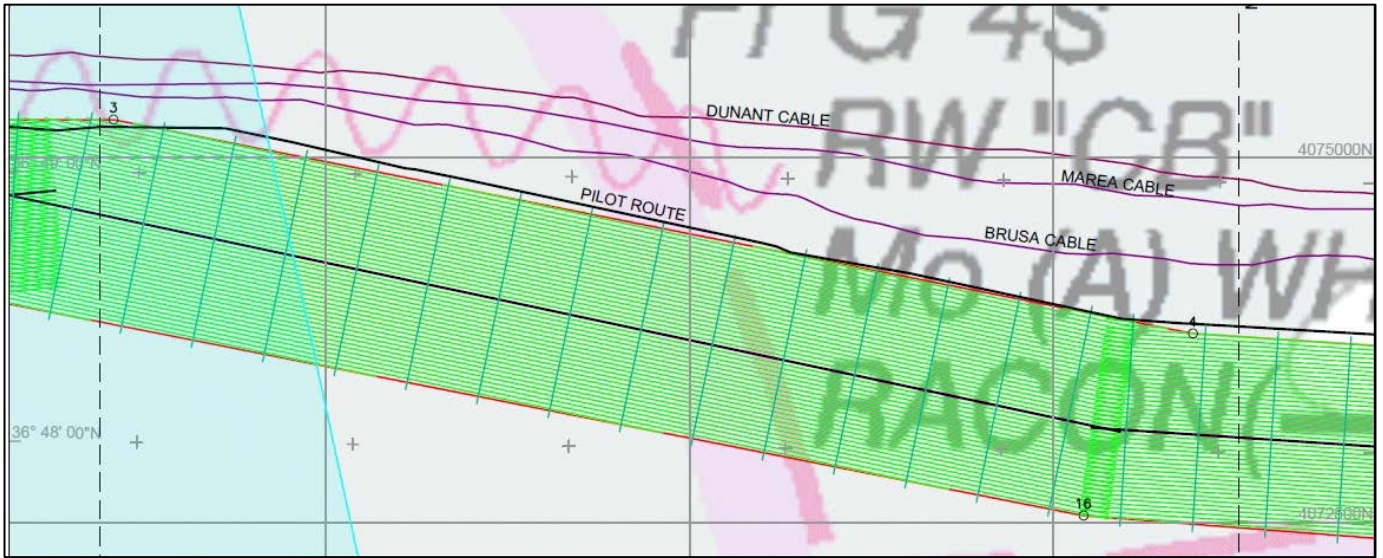 Fl G 4s
3
DUNANT CABLE
RW "CB"
4075000N
MAREA CABLE
PILOT ROUTE
BRUSA CABLE
Mo (A) WH
4
RACON(
36° 48' 00"N
16
4072500N